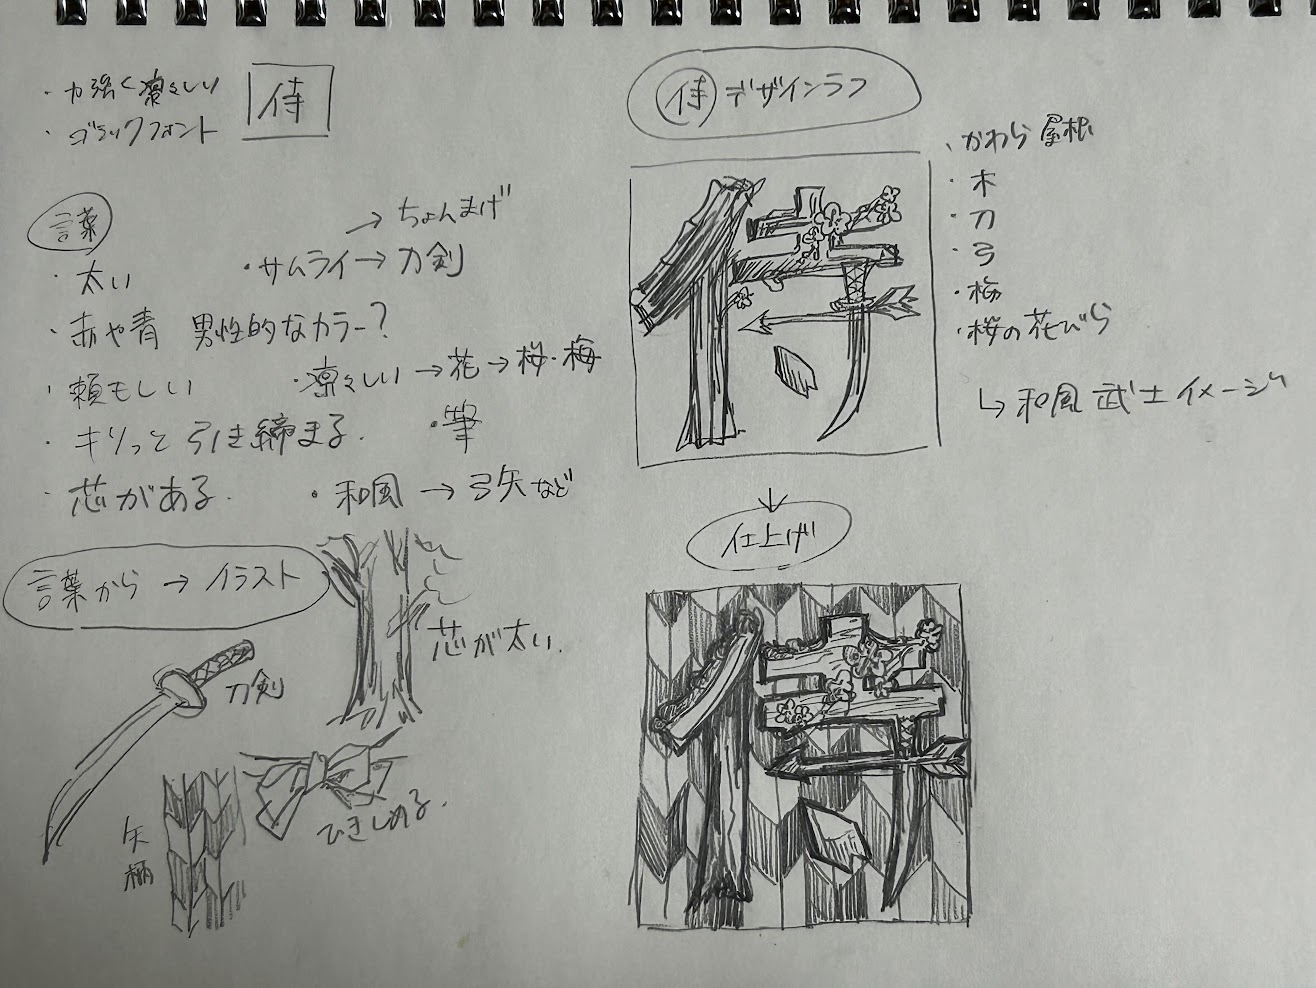 ・力強く凛々しい
・ブラックフォント
侍
言葉
・太い
・サムライ→刀剣
→ちょんまげ
・赤や青 男性的なカラー?
・頼もしい
・凛々しい→花→桜・梅
・キリっと引き締まる.
・筆
・芯がある.
・和風→弓矢など
言葉から→イラスト
刀剣
芯が太い.
ひきしめる.
矢柄
侍 デザインラフ
・かわら屋根
・木
・刀
・弓
・梅
・桜の花びら
↳和風 武士イメージ
↓
仕上げ